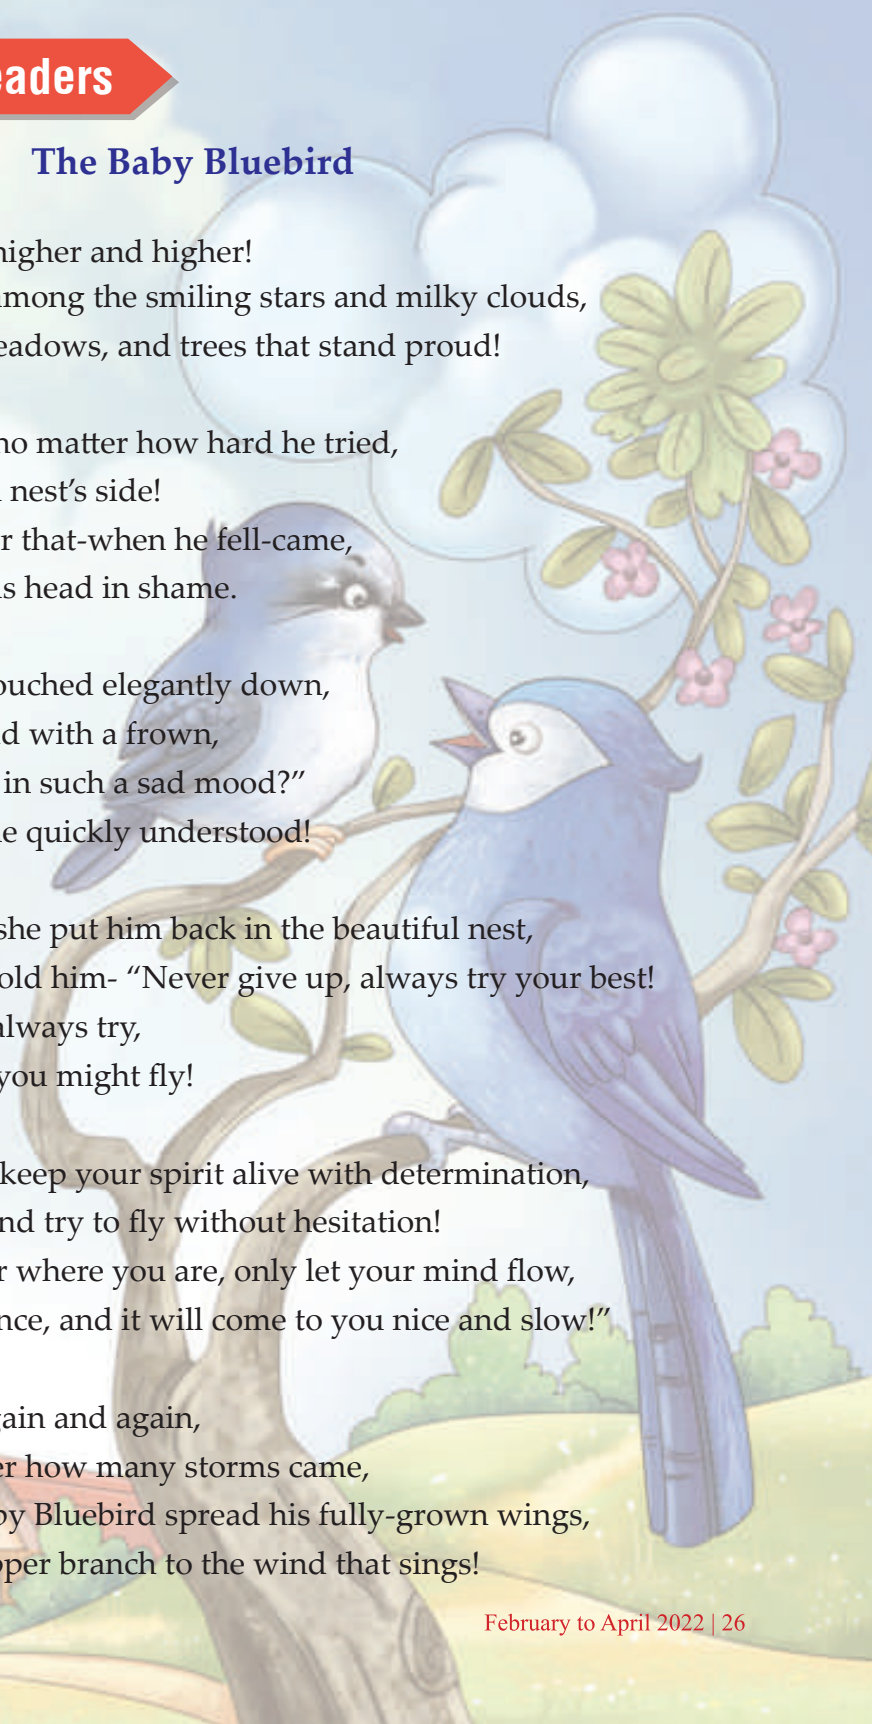 eaders
The Baby Bluebird
higher and higher!
among the smiling stars and milky clouds,
eadows, and trees that stand proud!
no matter how hard he tried,
nest's side!
r that-when he fell-came,
is head in shame.
ouched elegantly down,
d with a frown,
in such a sad mood?”
e quickly understood!
she put him back in the beautiful nest,
old him- “Never give up, always try your best!
always try,
you might fly!
keep your spirit alive with determination,
nd try to fly without hesitation!
r where you are, only let your mind flow,
nce, and it will come to you nice and slow!”
gain and again,
er how many storms came,
by Bluebird spread his fully-grown wings,
pper branch to the wind that sings!
February to April 2022 | 26